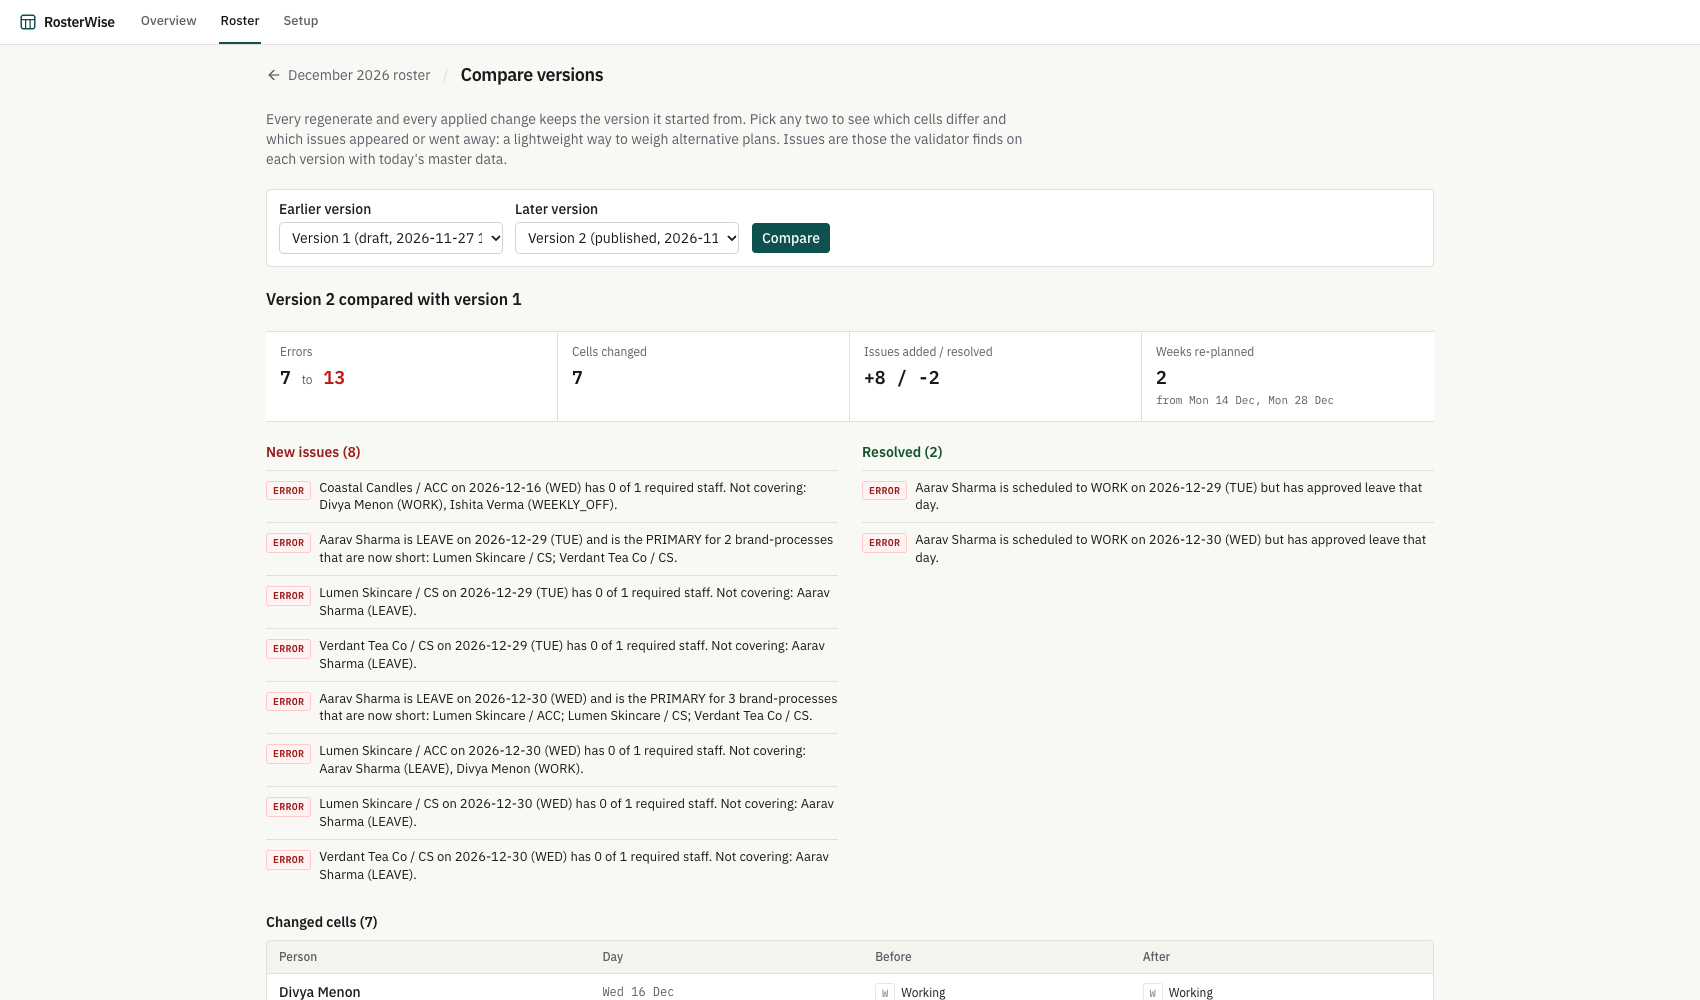 RosterWise Overview Roster Setup
December 2026 roster / Compare versions
Every regenerate and every applied change keeps the version it started from. Pick any two to see which cells differ and
which issues appeared or went away: a lightweight way to weigh alternative plans. Issues are those the validator finds on
each version with today's master data.
Earlier version
Later version
Version 1 (draft, 2026-11-27
Version 2 (published, 2026-11
Compare
Version 2 compared with version 1
Errors
7 to 13
Cells changed
7
Issues added / resolved
+8 / -2
Weeks re-planned
2
from Mon 14 Dec, Mon 28 Dec
New issues (8)
ERROR Coastal Candles / ACC on 2026-12-16 (WED) has 0 of 1 required staff. Not covering:
Divya Menon (WORK), Ishita Verma (WEEKLY_OFF).
ERROR Aarav Sharma is LEAVE on 2026-12-29 (TUE) and is the PRIMARY for 2 brand-processes
that are now short: Lumen Skincare / CS; Verdant Tea Co / CS.
ERROR Lumen Skincare / CS on 2026-12-29 (TUE) has 0 of 1 required staff. Not covering: Aarav
Sharma (LEAVE).
ERROR Verdant Tea Co / CS on 2026-12-29 (TUE) has 0 of 1 required staff. Not covering: Aarav
Sharma (LEAVE).
ERROR Aarav Sharma is LEAVE on 2026-12-30 (WED) and is the PRIMARY for 3 brand-processes
that are now short: Lumen Skincare / ACC; Lumen Skincare / CS; Verdant Tea Co / CS.
ERROR Lumen Skincare / ACC on 2026-12-30 (WED) has 0 of 1 required staff. Not covering:
Aarav Sharma (LEAVE), Divya Menon (WORK).
ERROR Lumen Skincare / CS on 2026-12-30 (WED) has 0 of 1 required staff. Not covering: Aarav
Sharma (LEAVE).
ERROR Verdant Tea Co / CS on 2026-12-30 (WED) has 0 of 1 required staff. Not covering: Aarav
Sharma (LEAVE).
Resolved (2)
ERROR Aarav Sharma is scheduled to WORK on 2026-12-29 (TUE) but has approved leave that
day.
ERROR Aarav Sharma is scheduled to WORK on 2026-12-30 (WED) but has approved leave that
day.
Changed cells (7)
Person Day Before After
Divya Menon Wed 16 Dec W Working W Working